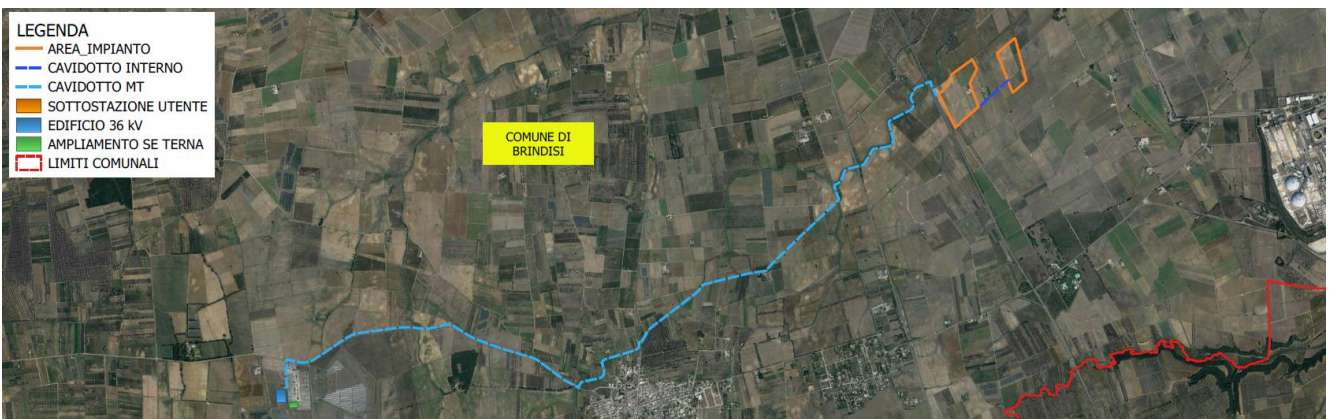 LEGENDA
AREA_IMPIANTO
CAVIDOTTO INTERNO
CAVIDOTTO MT
SOTTOSTAZIONE UTENTE
EDIFICIO 36 kV
AMPLIAMENTO SE TERNA
LIMITI COMUNALI
COMUNE DI
BRINDISI